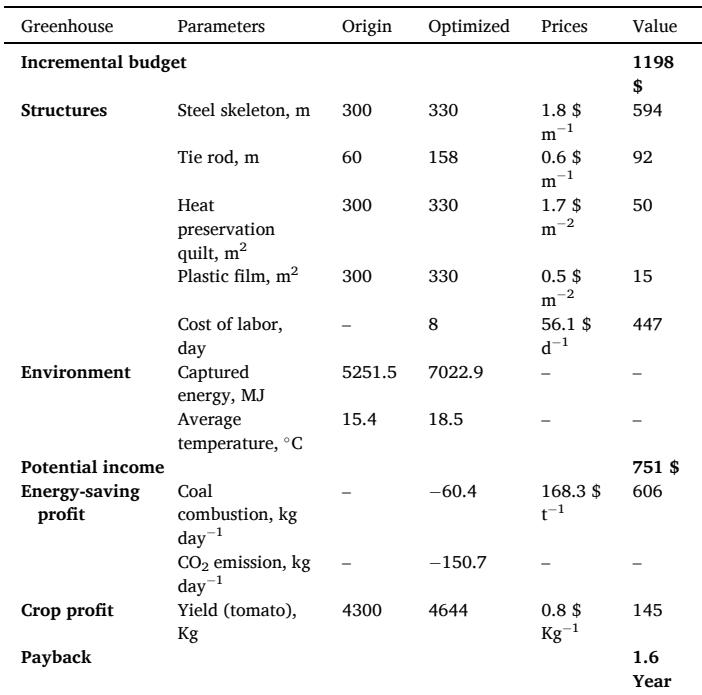 Greenhouse Parameters Origin Optimized Prices Value
Incremental budget 1198
$
Structures Steel skeleton, m 300 330 1.8 $ 594
m⁻¹
Tie rod, m 60 158 0.6 $ 92
m⁻¹
Heat 300 330 1.7 $ 50
preservation m⁻²
quilt, m²
Plastic film, m² 300 330 0.5 $ 15
m⁻²
Cost of labor, – 8 56.1 $ 447
day d⁻¹
Environment Captured 5251.5 7022.9 – –
energy, MJ
Average 15.4 18.5 – –
temperature, °C
Potential income 751 $
Energy-saving Coal – −60.4 168.3 $ 606
profit combustion, kg t⁻¹
day⁻¹
CO₂ emission, kg – −150.7 – –
day⁻¹
Crop profit Yield (tomato), 4300 4644 0.8 $ 145
Kg Kg⁻¹
Payback 1.6
Year